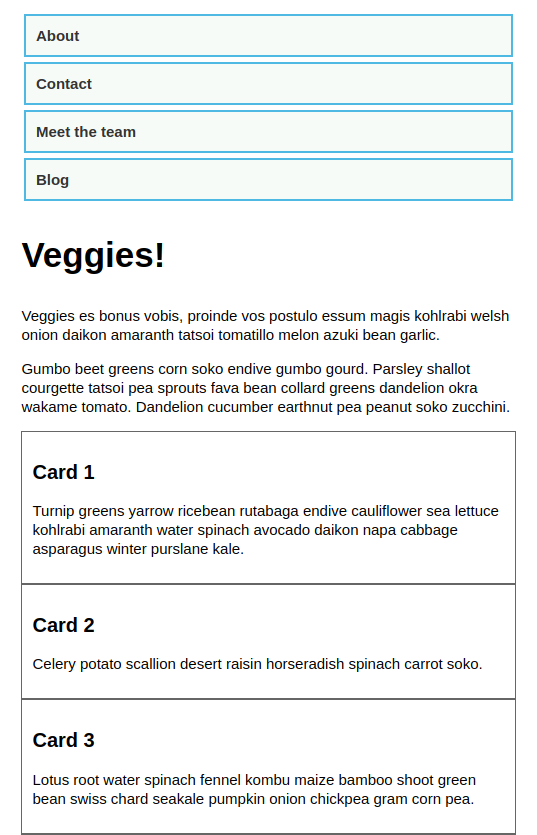 About
Contact
Meet the team
Blog
Veggies!
Veggies es bonus vobis, proinde vos postulo essum magis kohlrabi welsh
onion daikon amaranth tatsoi tomatillo melon azuki bean garlic.
Gumbo beet greens corn soko endive gumbo gourd. Parsley shallot
courgette tatsoi pea sprouts fava bean collard greens dandelion okra
wakame tomato. Dandelion cucumber earthnut pea peanut soko zucchini.
Card 1
Turnip greens yarrow ricebean rutabaga endive cauliflower sea lettuce
kohlrabi amaranth water spinach avocado daikon napa cabbage
asparagus winter purslane kale.
Card 2
Celery potato scallion desert raisin horseradish spinach carrot soko.
Card 3
Lotus root water spinach fennel kombu maize bamboo shoot green
bean swiss chard seakale pumpkin onion chickpea gram corn pea.